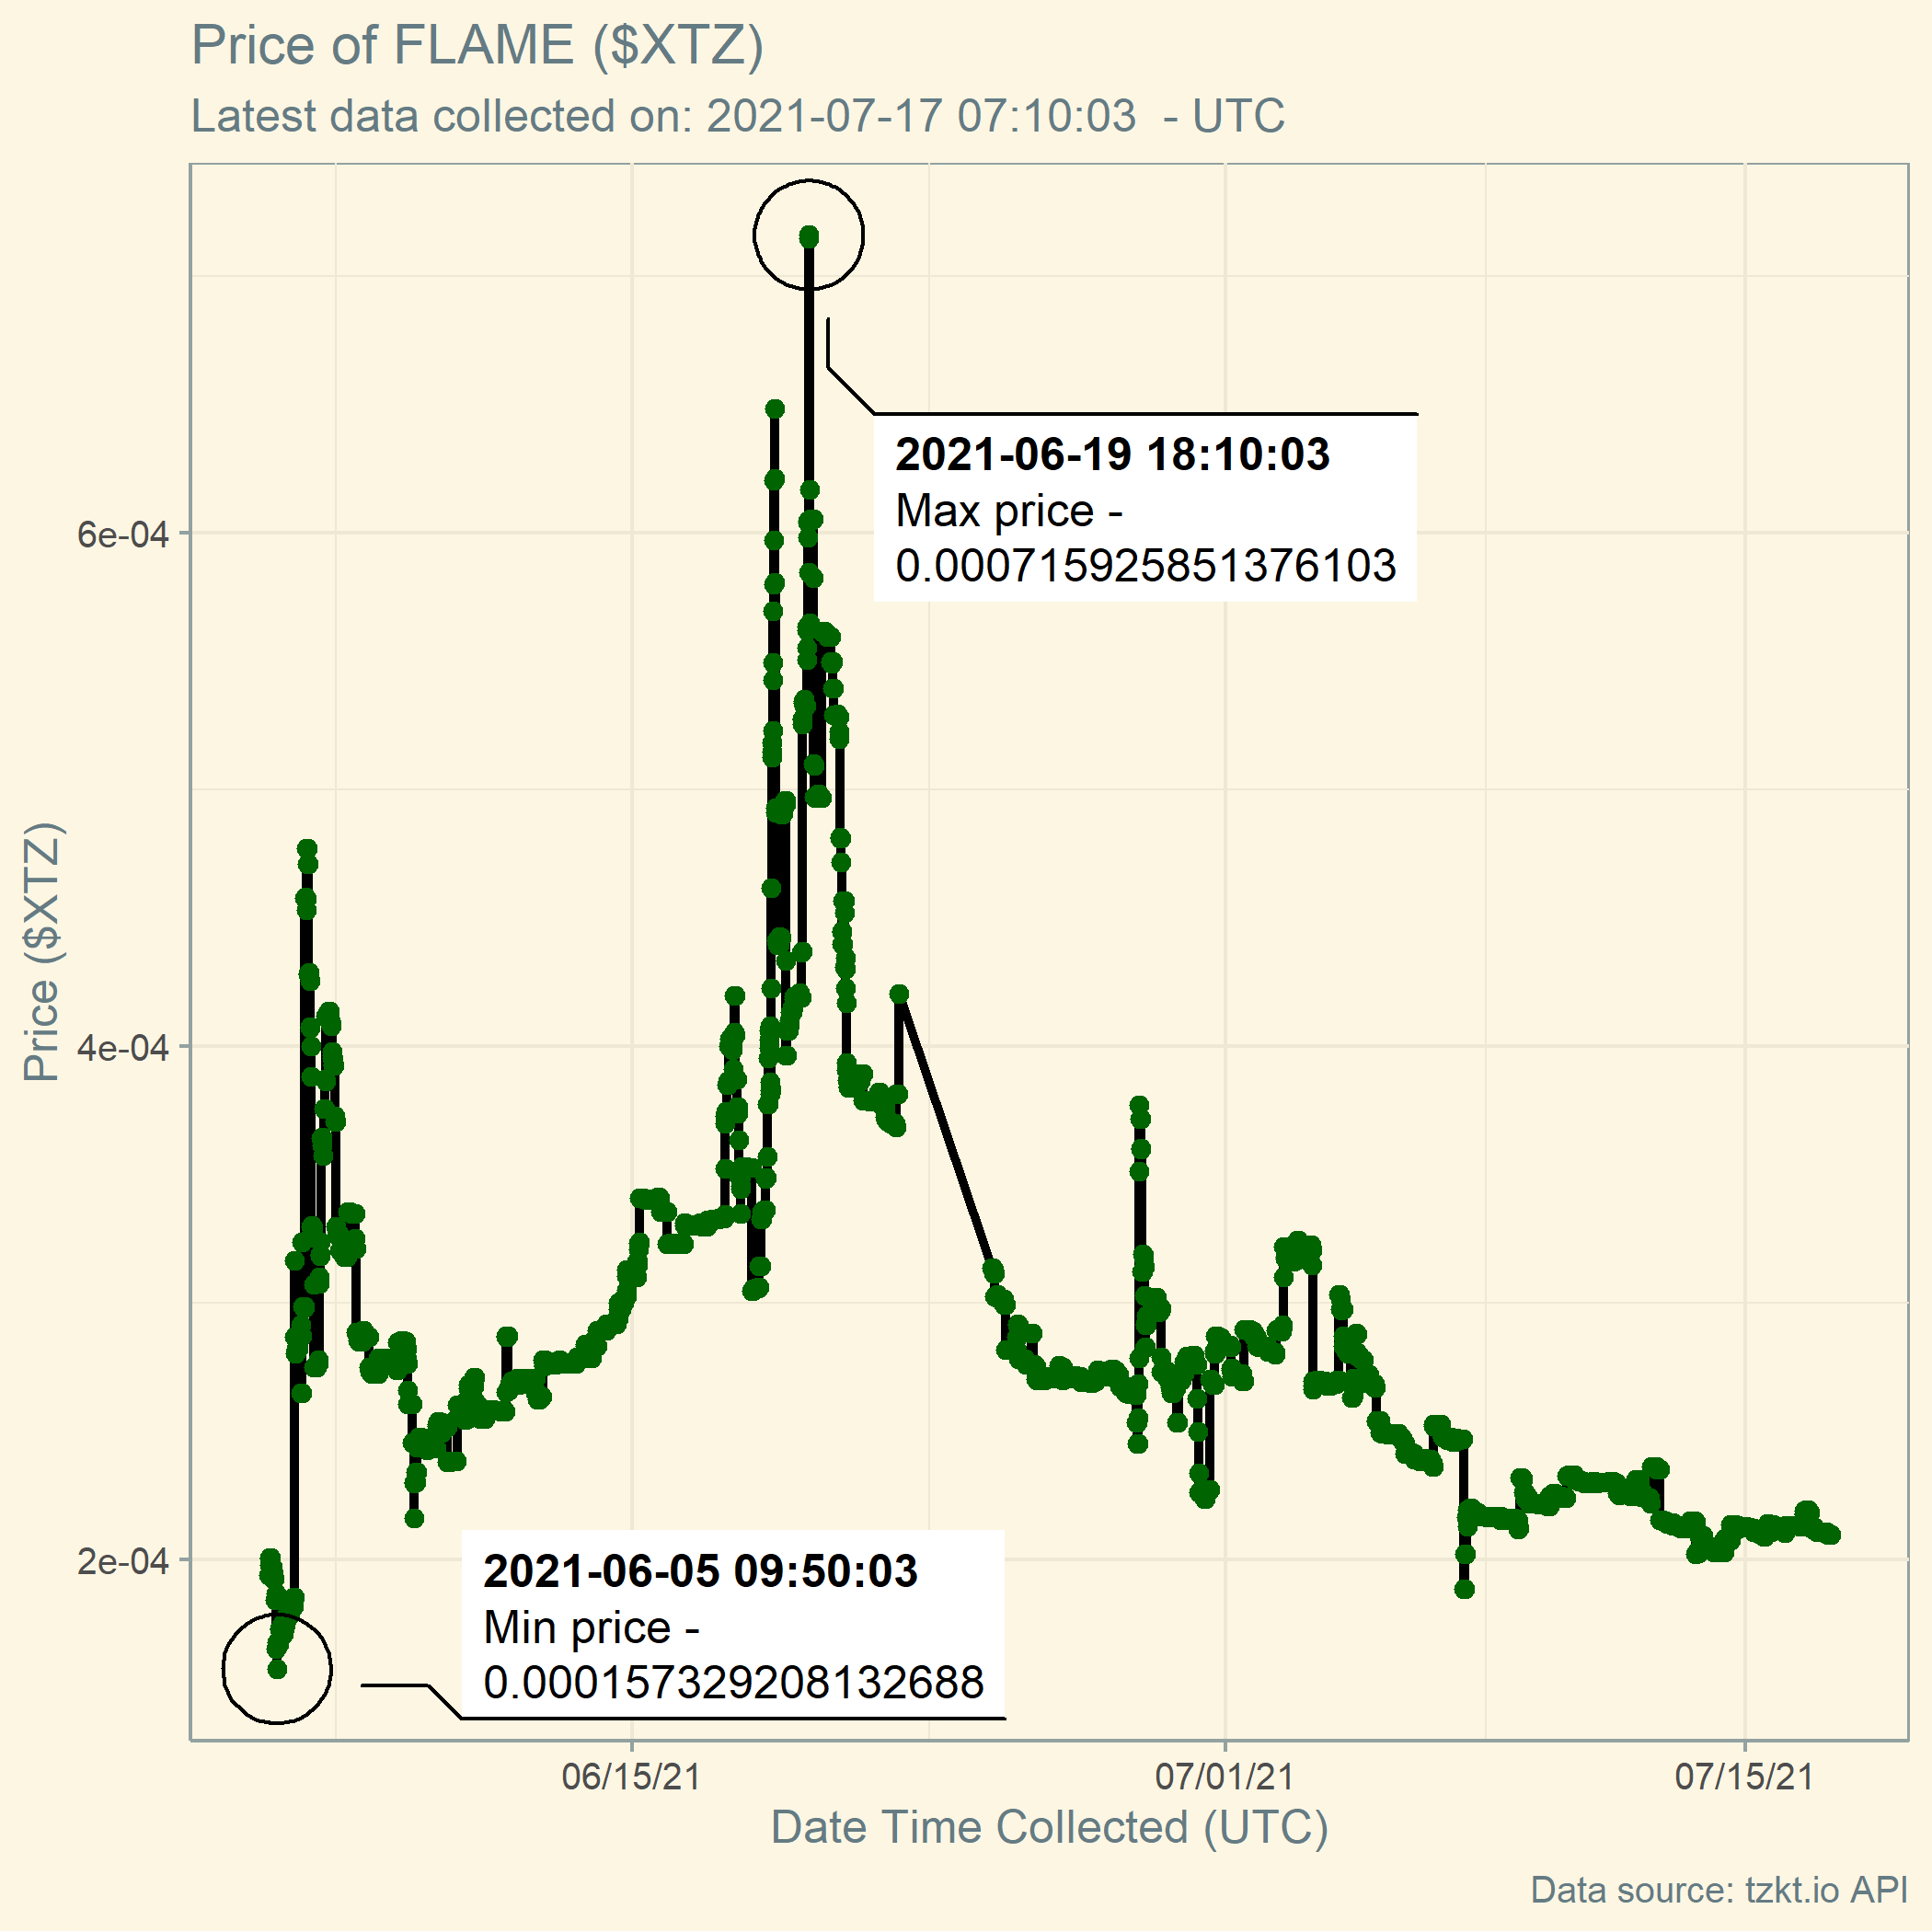 Price of FLAME ($XTZ)
Latest data collected on: 2021-07-17 07:10:03  - UTC
2021-06-19 18:10:03
Max price -
0.000715925851376103
6e-04
4e-04
2e-04
Price ($XTZ)
2021-06-05 09:50:03
Min price -
0.000157329208132688
06/15/21
07/01/21
07/15/21
Date Time Collected (UTC)
Data source: tzkt.io API